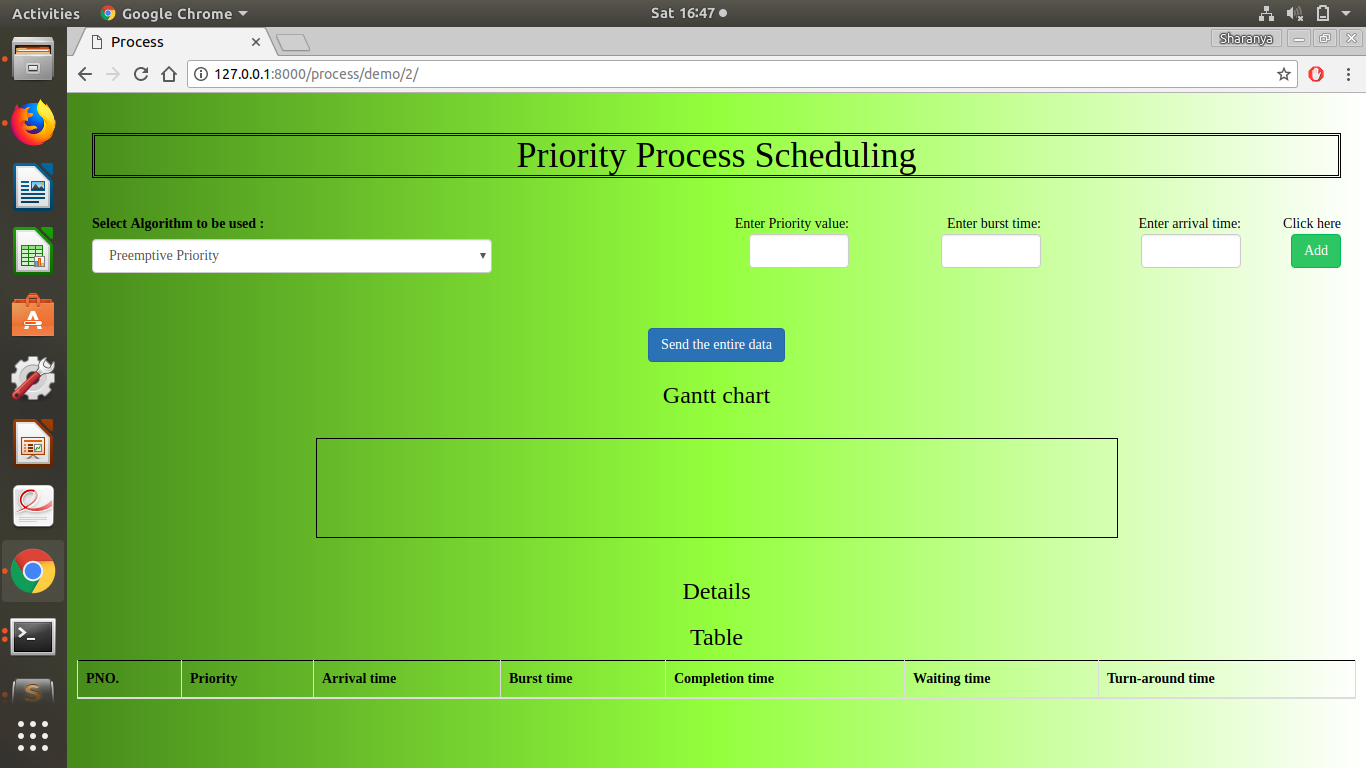 Activities Google Chrome Sat 16:47
Process Sharanya
127.0.0.1:8000/process/demo/2/
Priority Process Scheduling
Select Algorithm to be used : Enter Priority value: Enter burst time: Enter arrival time: Click here
Preemptive Priority Add
Send the entire data
Gantt chart
Details
Table
PNO. Priority Arrival time Burst time Completion time Waiting time Turn-around time